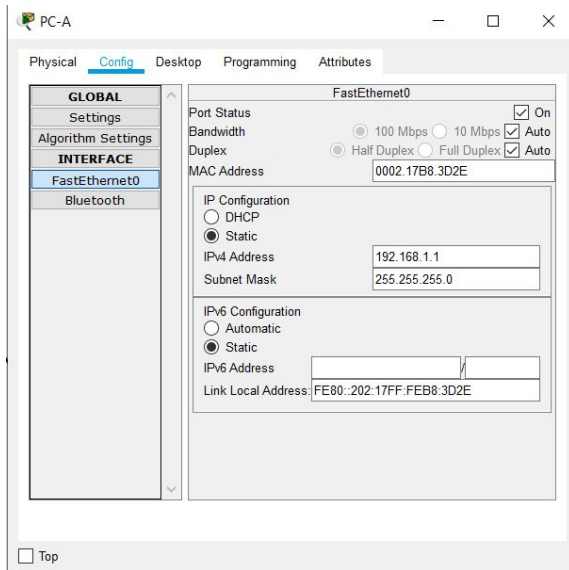 PC-A
Physical Config Desktop Programming Attributes
GLOBAL
Settings
Algorithm Settings
INTERFACE
FastEthernet0
Bluetooth
FastEthernet0
Port Status On
Bandwidth 100 Mbps 10 Mbps Auto
Duplex Half Duplex Full Duplex Auto
MAC Address 0002.17B8.3D2E
IP Configuration
DHCP
Static
IPv4 Address 192.168.1.1
Subnet Mask 255.255.255.0
IPv6 Configuration
Automatic
Static
IPv6 Address /
Link Local Address: FE80::202:17FF:FEB8:3D2E
Top